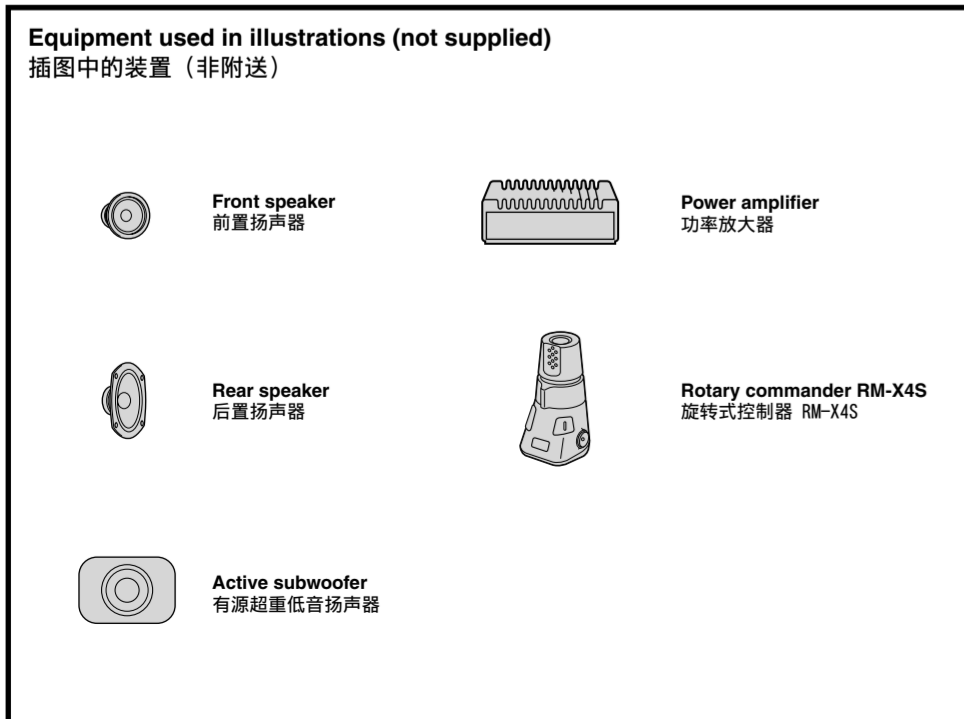 Equipment used in illustrations (not supplied)
插图中的装置（非附送）
Front speaker
前置扬声器
Power amplifier
功率放大器
Rear speaker
后置扬声器
Rotary commander RM-X4S
旋转式控制器 RM-X4S
Active subwoofer
有源超重低音扬声器